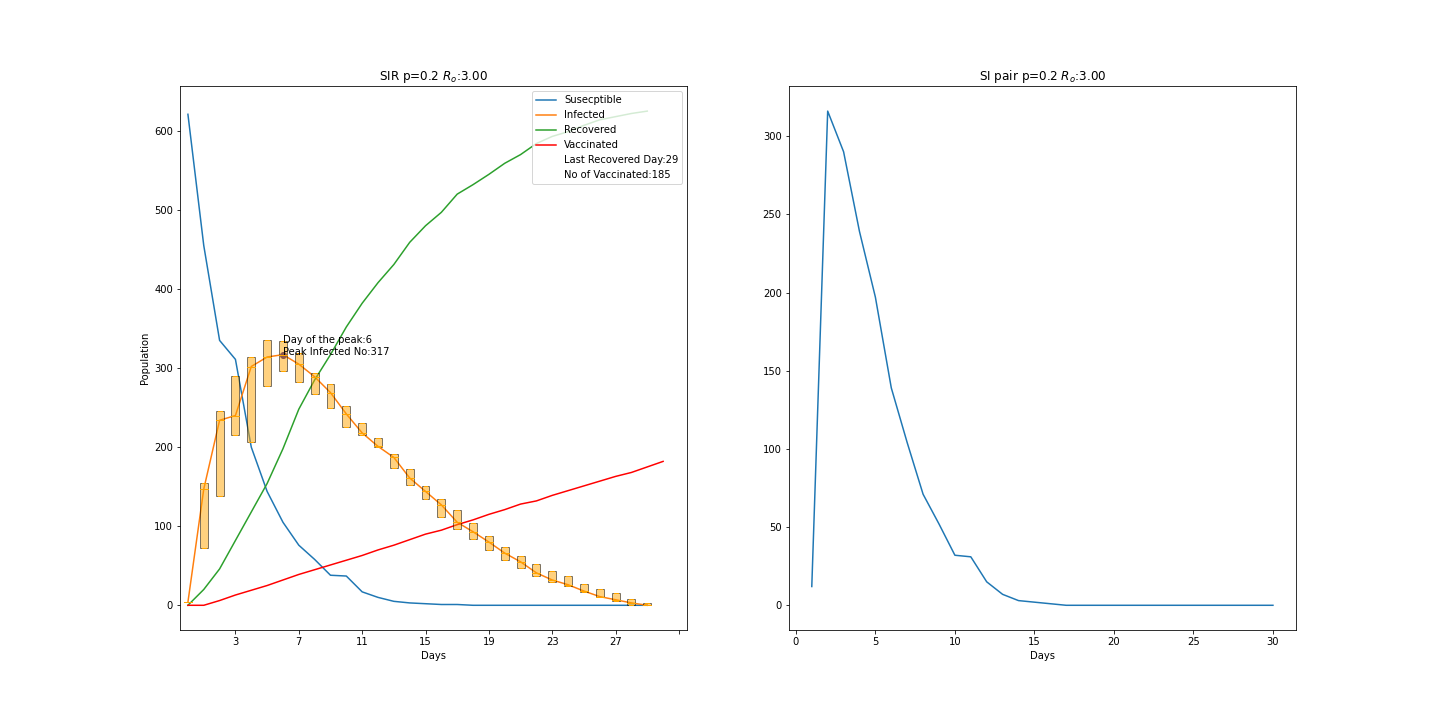 SIR p=0.2 Rₒ:3.00
Susecptible
Infected
Recovered
Vaccinated
Last Recovered Day:29
No of Vaccinated:185
Day of the peak:6
Peak Infected No:317
Population
600
500
400
300
200
100
0
3 7 11 15 19 23 27
Days
SI pair p=0.2 Rₒ:3.00
300
250
200
150
100
50
0
0 5 10 15 20 25 30
Days